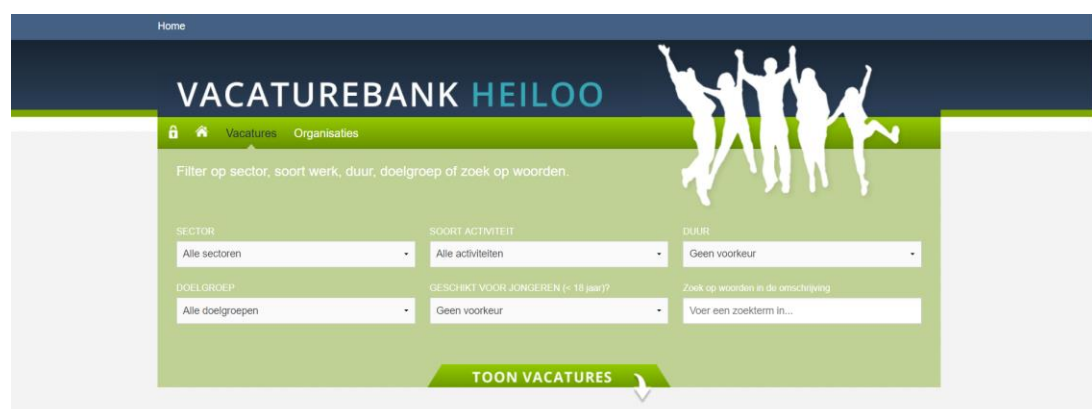 Home
VACATUREBANK HEILOO
Vacatures Organisaties
Filter op sector, soort werk, duur, doelgroep of zoek op woorden.
SECTOR SOORT ACTIVITEIT DUUR
Alle sectoren Alle activiteiten Geen voorkeur
DOELGROEP GESCHIKT VOOR JONGEREN (< 18 jaar)? Zoek op woorden in de omschrijving
Alle doelgroepen Geen voorkeur Voer een zoekterm in...
TOON VACATURES